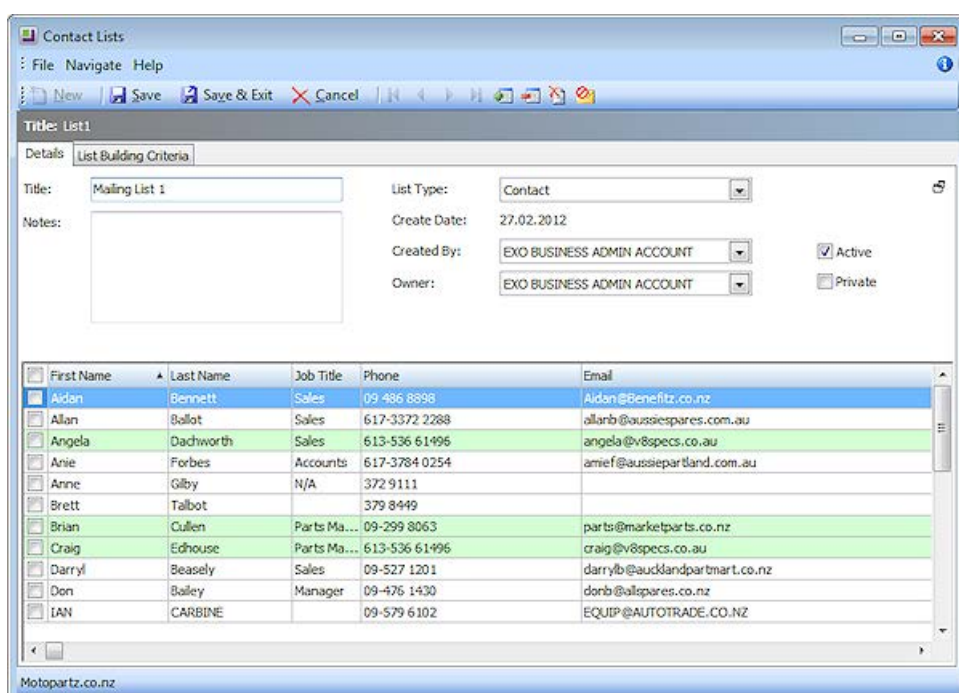 Contact Lists
File Navigate Help
New Save Save & Exit Cancel
Title: List1
Details List Building Criteria
Title: Mailing List 1 List Type: Contact
Notes: Create Date: 27.02.2012
Created By: EXO BUSINESS ADMIN ACCOUNT Active
Owner: EXO BUSINESS ADMIN ACCOUNT Private
First Name Last Name Job Title Phone Email
Aidan Bennett Sales 09 486 8898 Aidan@Benefitz.co.nz
Allan Ballot Sales 617-3372 2288 allanb@aussiespares.com.au
Angela Dachworth Sales 613-536 61496 angela@v8specs.co.au
Anie Forbes Accounts 617-3784 0254 amief@aussiepartland.com.au
Anne Gilby N/A 372 9111
Brett Talbot 379 8449
Brian Cullen Parts Ma... 09-299 8063 parts@marketparts.co.nz
Craig Edhouse Parts Ma... 613-536 61496 craig@v8specs.co.au
Darryl Beasely Sales 09-527 1201 darrylb@aucklandpartmart.co.nz
Don Bailey Manager 09-476 1430 donb@allspares.co.nz
IAN CARBINE 09-579 6102 EQUIP@AUTOTRADE.CO.NZ
Motopartz.co.nz